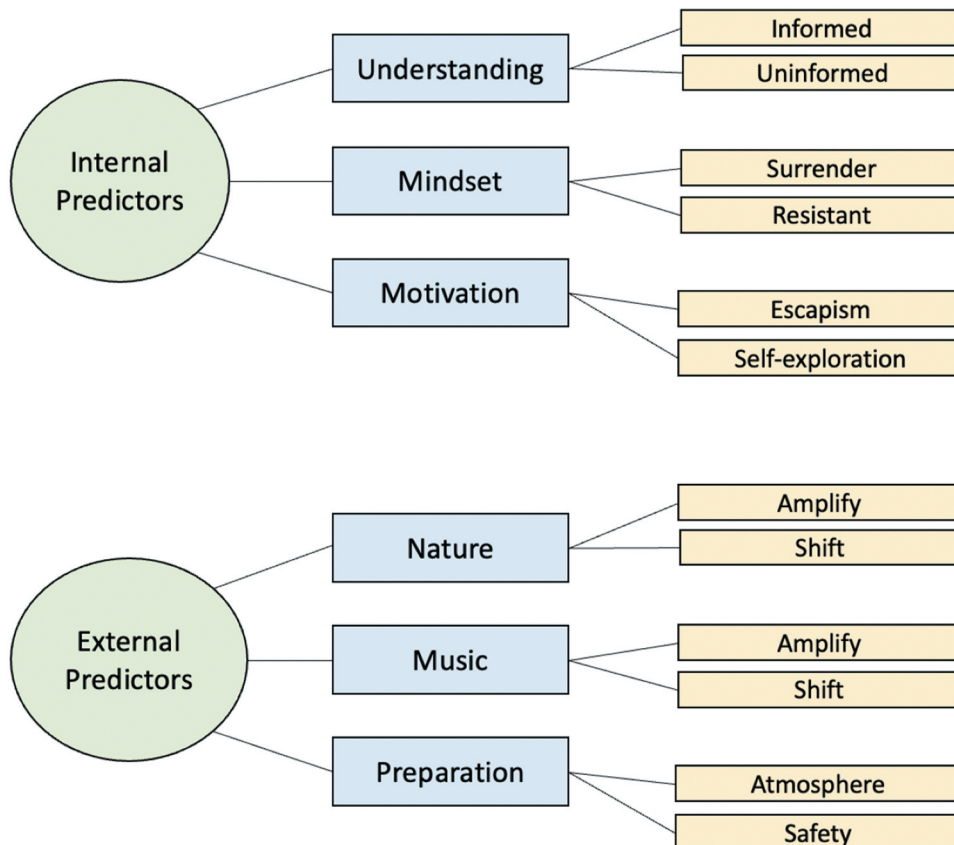 Internal
Predictors
Understanding
Informed
Uninformed
Mindset
Surrender
Resistant
Motivation
Escapism
Self-exploration
External
Predictors
Nature
Amplify
Shift
Music
Amplify
Shift
Preparation
Atmosphere
Safety